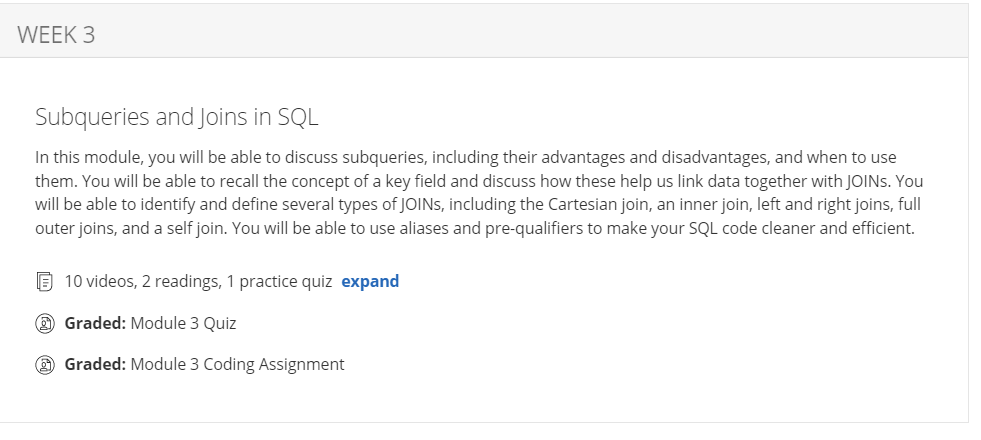 WEEK 3
Subqueries and Joins in SQL
In this module, you will be able to discuss subqueries, including their advantages and disadvantages, and when to use
them. You will be able to recall the concept of a key field and discuss how these help us link data together with JOINs. You
will be able to identify and define several types of JOINs, including the Cartesian join, an inner join, left and right joins, full
outer joins, and a self join. You will be able to use aliases and pre-qualifiers to make your SQL code cleaner and efficient.
10 videos, 2 readings, 1 practice quiz expand
Graded: Module 3 Quiz
Graded: Module 3 Coding Assignment